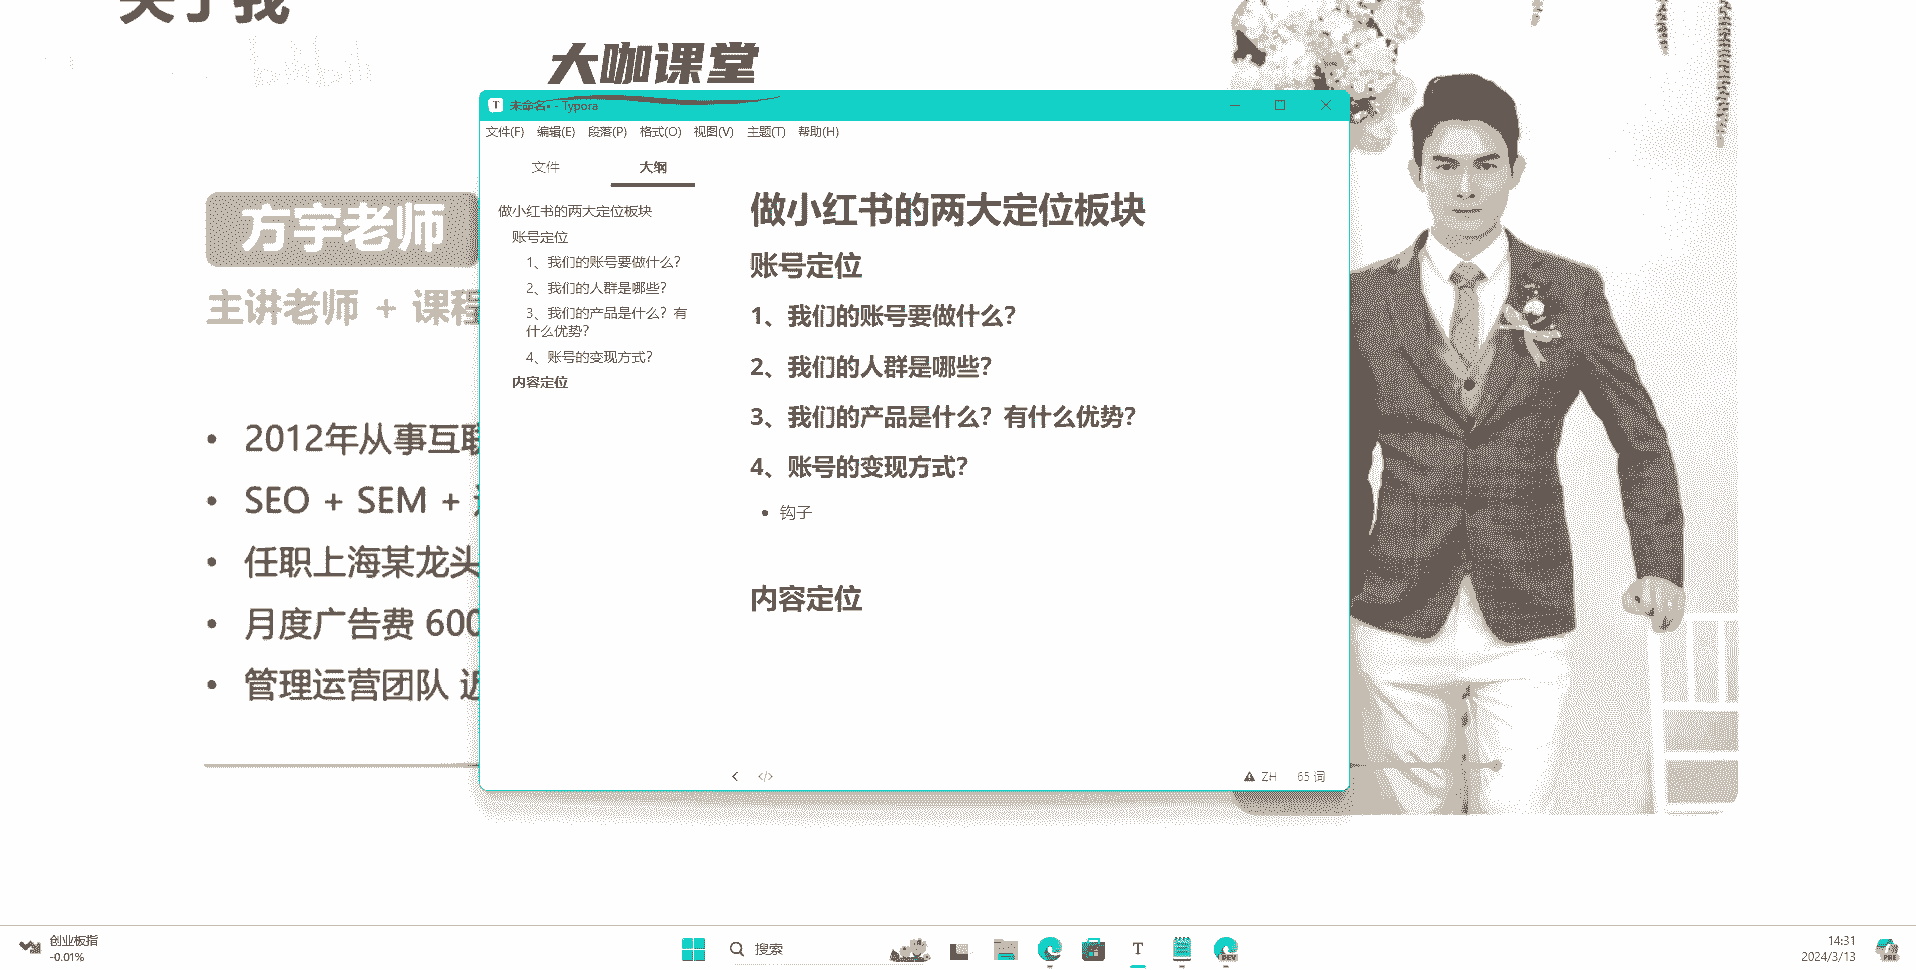 关于我
bilibili
大咖课堂
方宇老师
主讲老师 + 课程
2012年从事互联
SEO + SEM +
任职上海某龙头
月度广告费 600
管理运营团队 近
未命名• - Typora
文件(F) 编辑(E) 段落(P) 格式(O) 视图(V) 主题(T) 帮助(H)
文件 大纲
做小红书的两大定位板块
账号定位
1、我们的账号要做什么?
2、我们的人群是哪些?
3、我们的产品是什么? 有
什么优势?
4、账号的变现方式?
内容定位
做小红书的两大定位板块
账号定位
1、我们的账号要做什么?
2、我们的人群是哪些?
3、我们的产品是什么? 有什么优势?
4、账号的变现方式?
钩子
内容定位
ZH 65 词
创业板指
-0.01%
搜索
T
DEV
14:31
2024/3/13
PRE